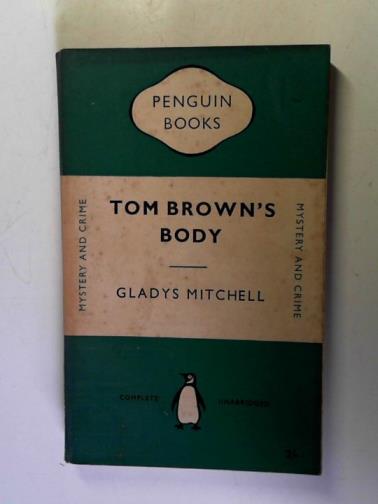 PENGUIN
BOOKS
MYSTERY AND CRIME
TOM BROWN'S
BODY
GLADYS MITCHELL
MYSTERY AND CRIME
COMPLETE UNABRIDGED